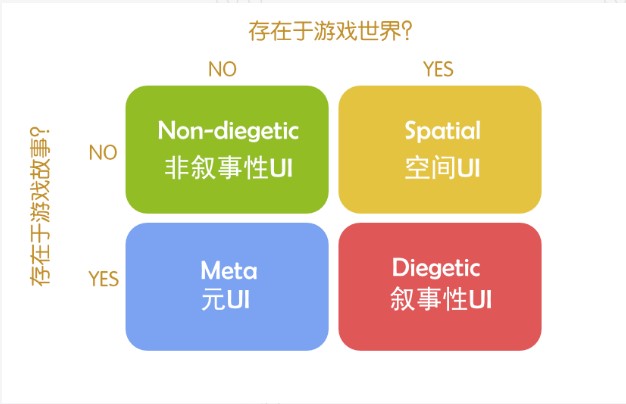 存在于游戏世界?
NO
YES
存在于游戏故事?
NO
Non-diegetic
非叙事性UI
Spatial
空间UI
YES
Meta
元UI
Diegetic
叙事性UI